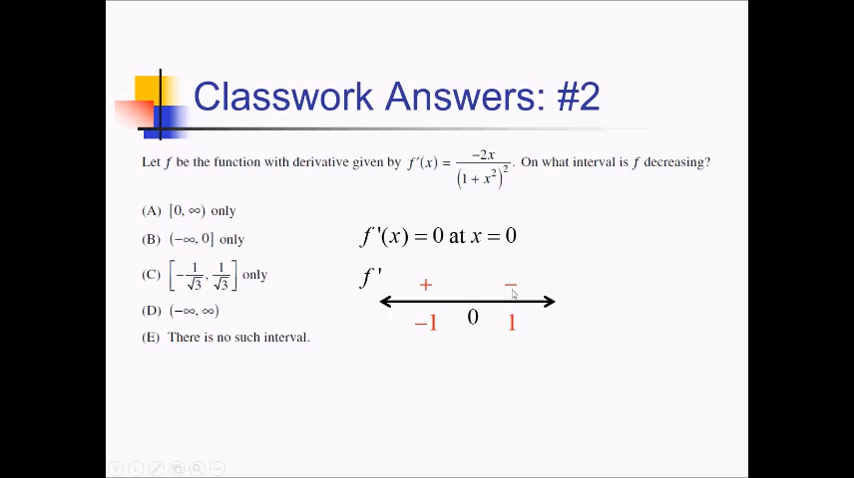 Classwork Answers: #2
Let f be the function with derivative given by f′(x) = −2x / (1 + x²)². On what interval is f decreasing?
(A) [0, ∞) only
(B) (−∞, 0] only
(C) [−1/√3, 1/√3] only
(D) (−∞, ∞)
(E) There is no such interval.
f '(x) = 0 at x = 0
f '
+ −
−1 0 1